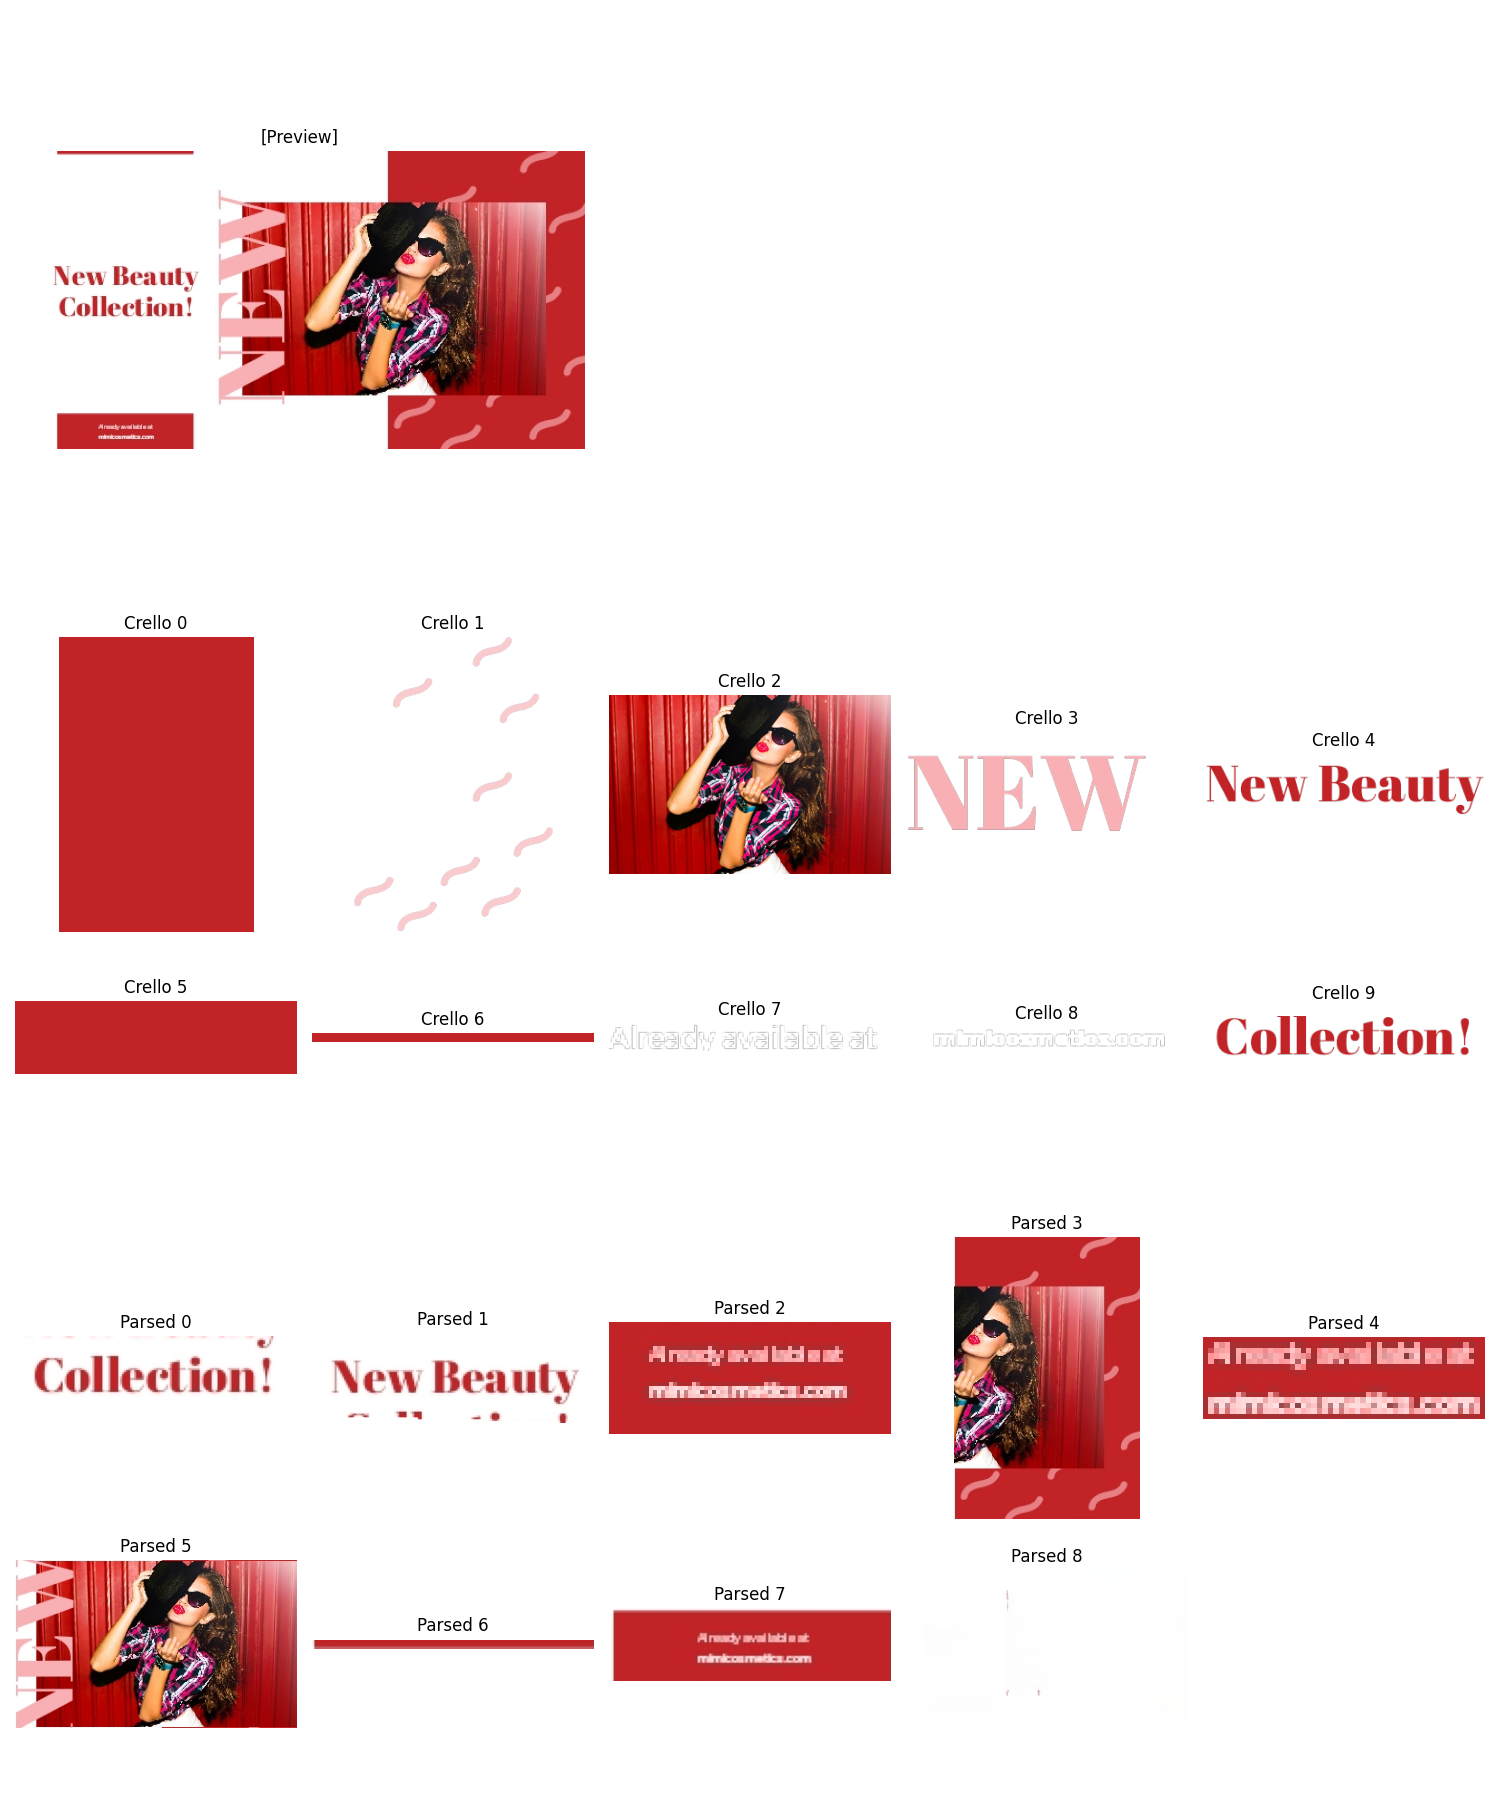 [Preview]
NEW
New Beauty
Collection!
Already available at
mimicosmetics.com
Crello 0
Crello 1
Crello 2
Crello 3
NEW
Crello 4
New Beauty
Crello 5
Crello 6
Crello 7
Already available at
Crello 8
mimicosmetics.com
Crello 9
Collection!
Parsed 0
Collection!
Parsed 1
New Beauty
Parsed 2
Already available at
mimicosmetics.com
Parsed 3
Parsed 4
Already available at
mimicosmetics.com
Parsed 5
NEW
Parsed 6
Parsed 7
Already available at
mimicosmetics.com
Parsed 8